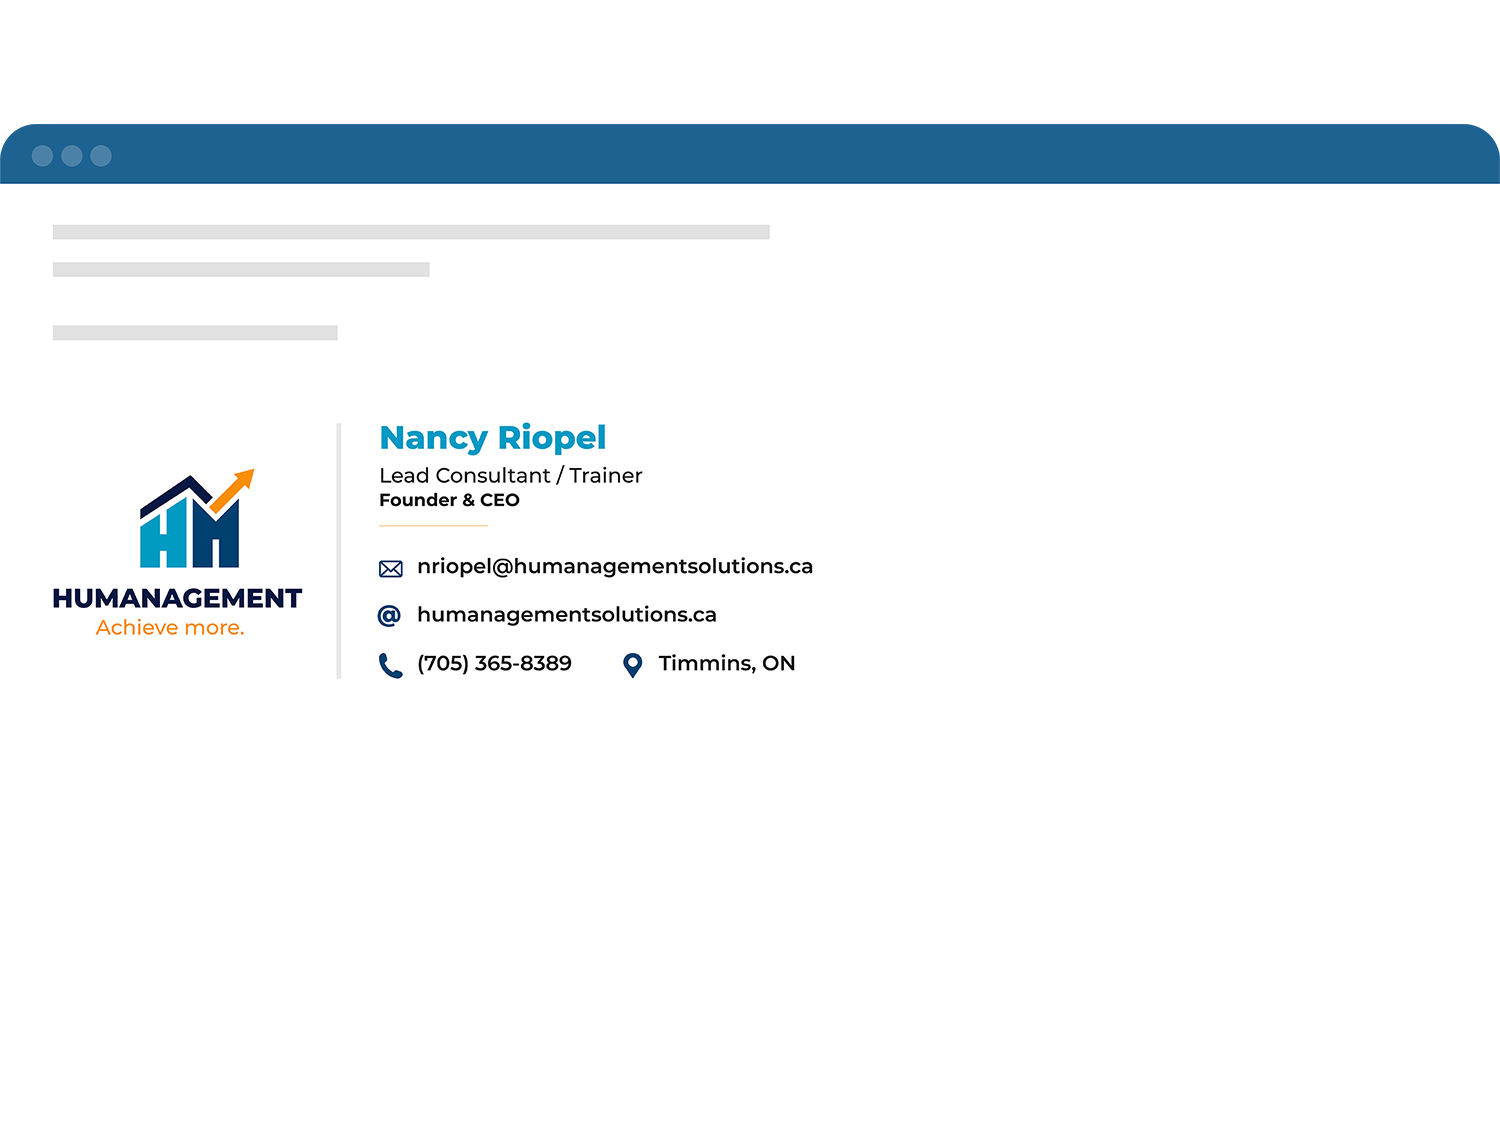 Nancy Riopel
Lead Consultant / Trainer
Founder & CEO
HM
HUMANAGEMENT
Achieve more.
nriopel@humanagementsolutions.ca
@ humanagementsolutions.ca
(705) 365-8389
Timmins, ON